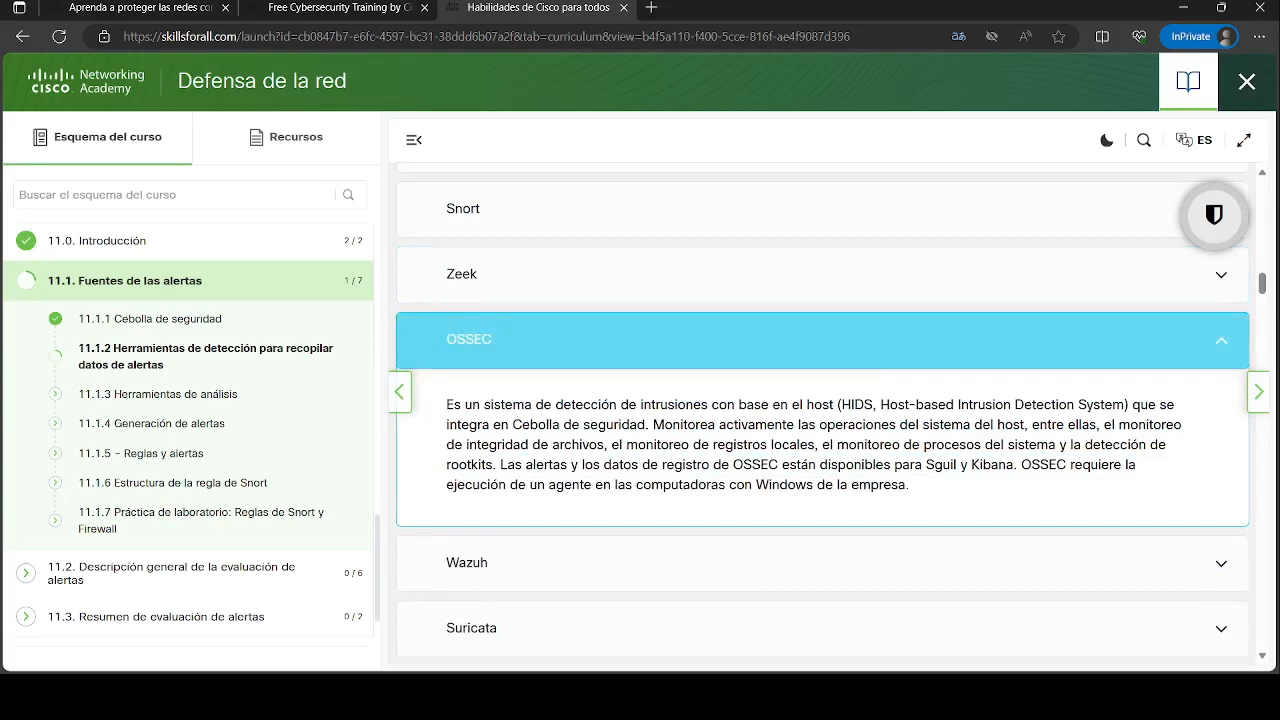 Aprenda a proteger las redes cor
Free Cybersecurity Training by Ci
Habilidades de Cisco para todos
https://skillsforall.com/launch?id=cb0847b7-e6fc-4597-bc31-38ddd6b07a2f&tab=curriculum&view=b4f5a110-f400-5cce-816f-ae4f9087d396
InPrivate
Networking
CISCO Academy
Defensa de la red
Esquema del curso
Recursos
ES
Buscar el esquema del curso
11.0. Introducción 2 / 2
11.1. Fuentes de las alertas 1 / 7
11.1.1 Cebolla de seguridad
11.1.2 Herramientas de detección para recopilar
datos de alertas
11.1.3 Herramientas de análisis
11.1.4 Generación de alertas
11.1.5 – Reglas y alertas
11.1.6 Estructura de la regla de Snort
11.1.7 Práctica de laboratorio: Reglas de Snort y
Firewall
11.2. Descripción general de la evaluación de
alertas 0 / 6
11.3. Resumen de evaluación de alertas 0 / 2
Snort
Zeek
OSSEC
Es un sistema de detección de intrusiones con base en el host (HIDS, Host-based Intrusion Detection System) que se
integra en Cebolla de seguridad. Monitorea activamente las operaciones del sistema del host, entre ellas, el monitoreo
de integridad de archivos, el monitoreo de registros locales, el monitoreo de procesos del sistema y la detección de
rootkits. Las alertas y los datos de registro de OSSEC están disponibles para Sguil y Kibana. OSSEC requiere la
ejecución de un agente en las computadoras con Windows de la empresa.
Wazuh
Suricata